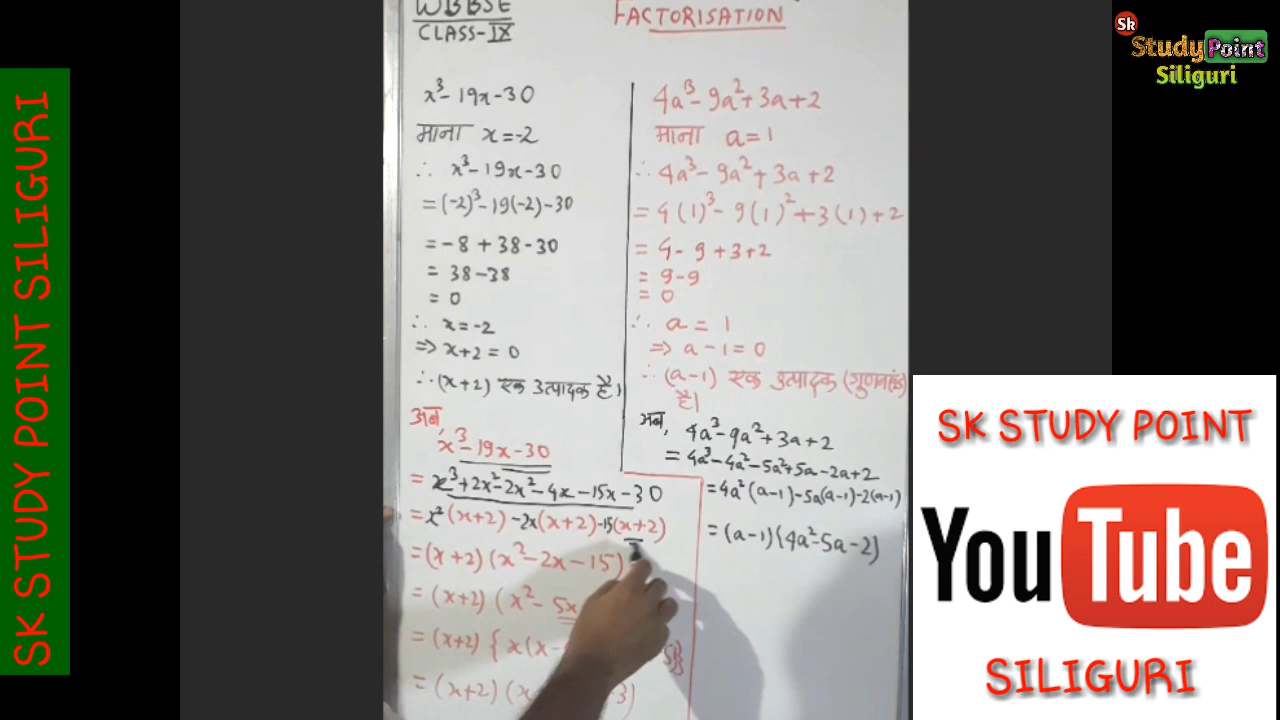 SK STUDY POINT SILIGURI
WBBSE
CLASS-IX
FACTORISATION
x³-19x-30
माना x=-2
∴ x³-19x-30
=(-2)³-19(-2)-30
=-8+38-30
= 38-38
= 0
∴ x=-2
=> x+2=0
∴(x+2) एक उत्पादक है।
अब,
x³-19x-30
= x³+2x²-2x²-4x-15x-30
= x²(x+2)-2x(x+2)-15(x+2)
=(x+2)(x²-2x-15)
= (x+2) (x²- 5x
= (x+2) { x(x-
= (x+2) (x 3)
4a³-9a²+3a+2
माना a=1
∴ 4a³-9a²+3a+2
= 4(1)³-9(1)²+3(1)+2
= 4-9+3+2
= 9-9
= 0
∴ a = 1
=> a-1=0
∴ (a-1) एक उत्पादक (गुणनखंड)
है।
अब, 4a³-9a²+3a+2
= 4a³-4a²-5a²+5a-2a+2
=4a²(a-1)-5a(a-1)-2(a-1)
= (a-1)(4a²-5a-2)
Sk
Study Point
Siliguri
SK STUDY POINT
YouTube
SILIGURI